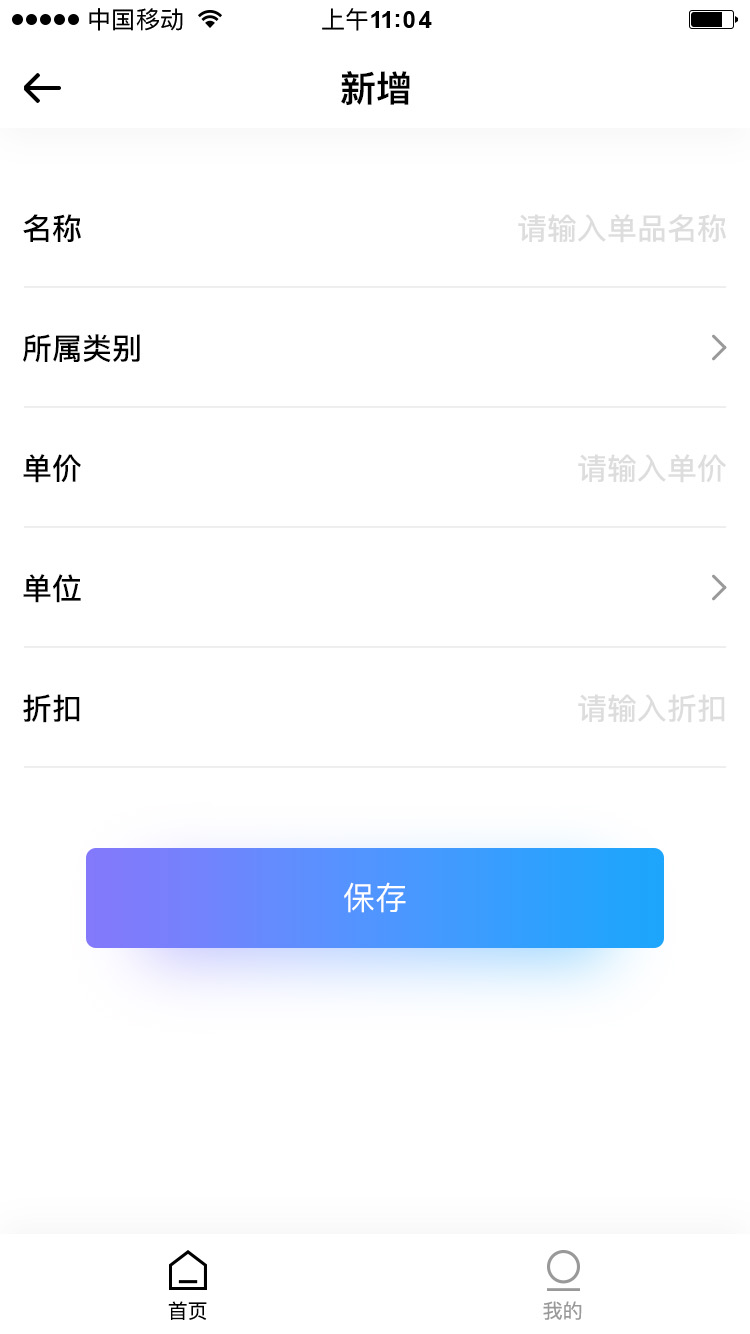 中国移动 上午11:04
新增
名称 请输入单品名称
所属类别
单价 请输入单价
单位
折扣 请输入折扣
保存
首页 我的